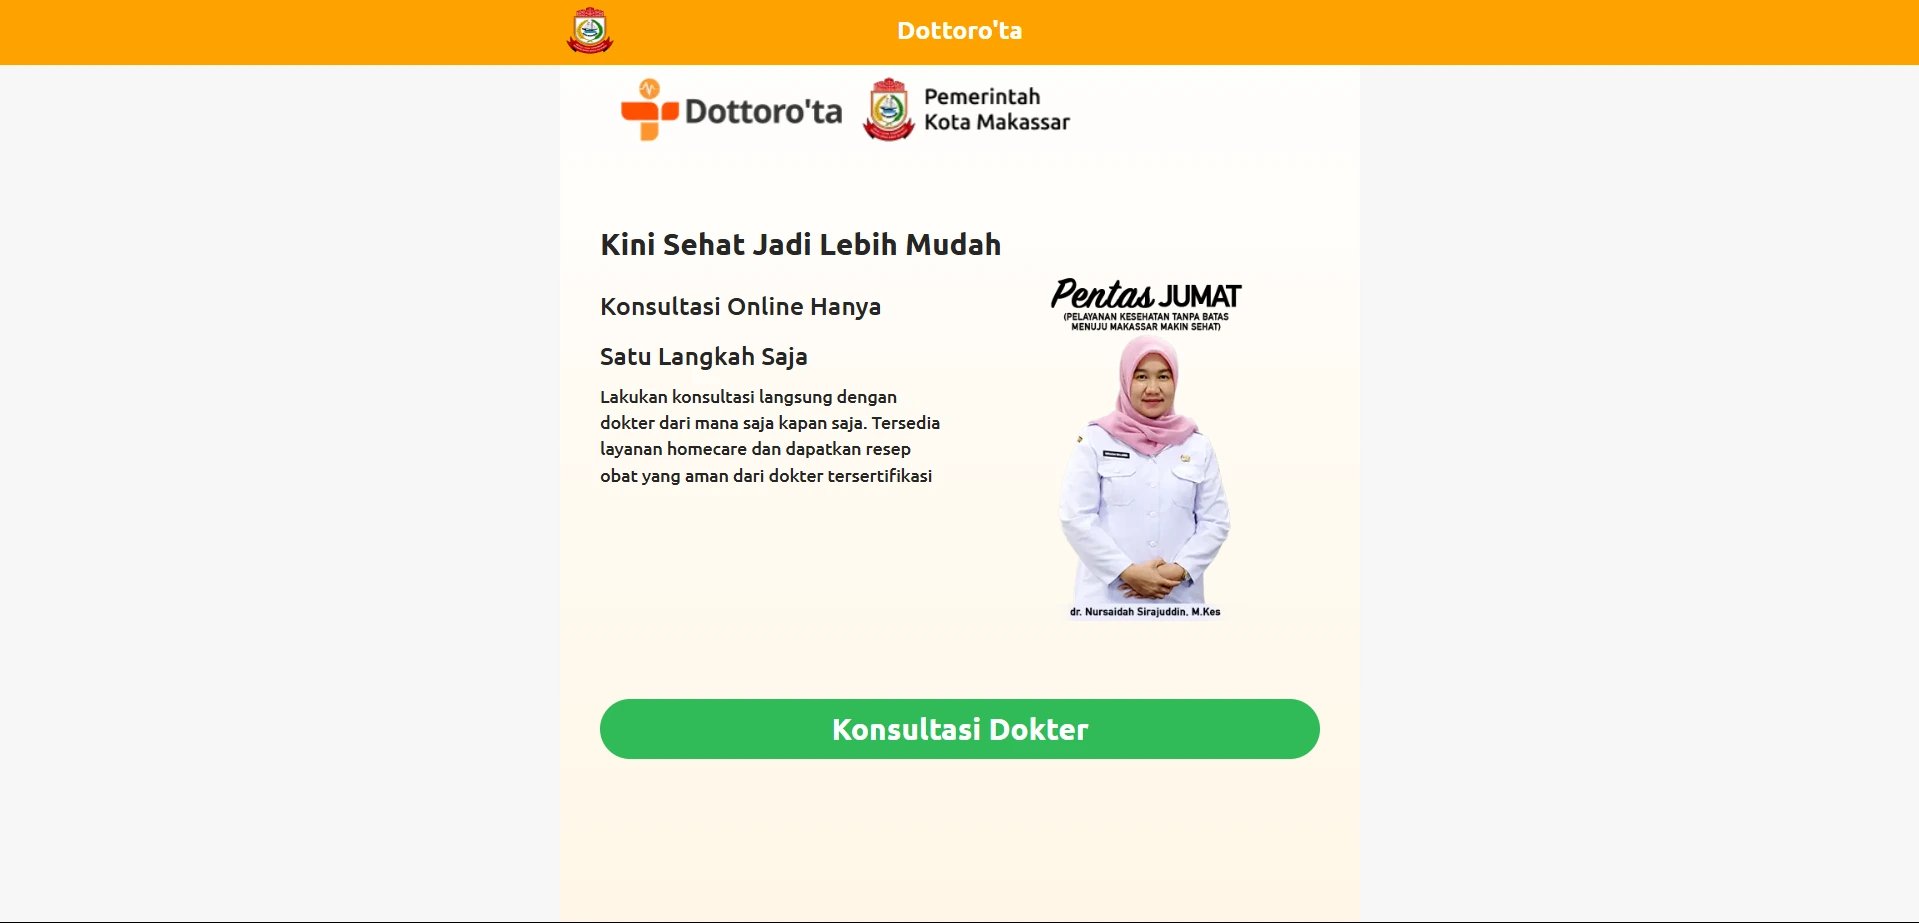 Dottoro'ta
Dottoro'ta
Pemerintah
Kota Makassar
Kini Sehat Jadi Lebih Mudah
Konsultasi Online Hanya
Satu Langkah Saja
Lakukan konsultasi langsung dengan
dokter dari mana saja kapan saja. Tersedia
layanan homecare dan dapatkan resep
obat yang aman dari dokter tersertifikasi
Pentas JUMAT
(PELAYANAN KESEHATAN TANPA BATAS
MENUJU MAKASSAR MAKIN SEHAT)
dr. Nursaidah Sirajuddin, M.Kes
Konsultasi Dokter